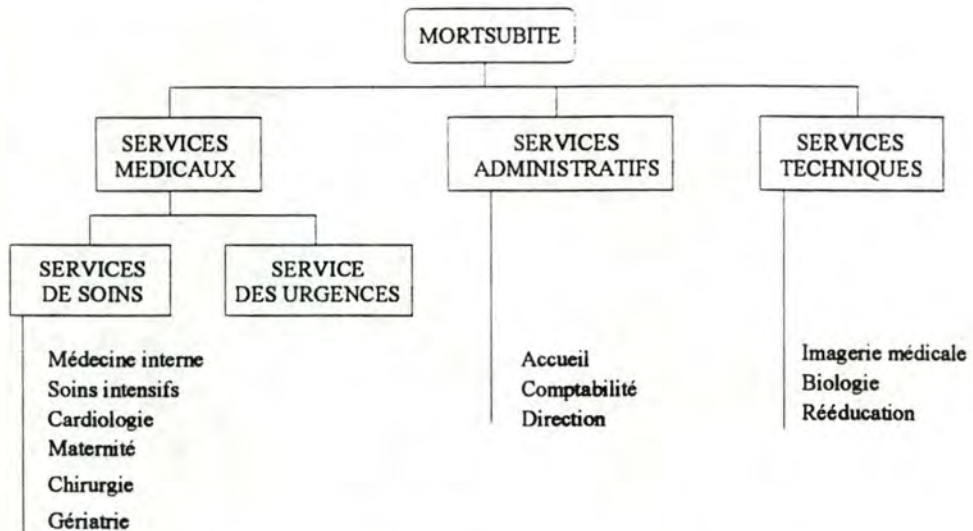 MORTSUBITE
SERVICES
MEDICAUX
SERVICES
ADMINISTRATIFS
SERVICES
TECHNIQUES
SERVICES
DE SOINS
SERVICE
DES URGENCES
Médecine interne
Soins intensifs
Cardiologie
Maternité
Chirurgie
Gériatrie
Accueil
Comptabilité
Direction
Imagerie médicale
Biologie
Rééducation